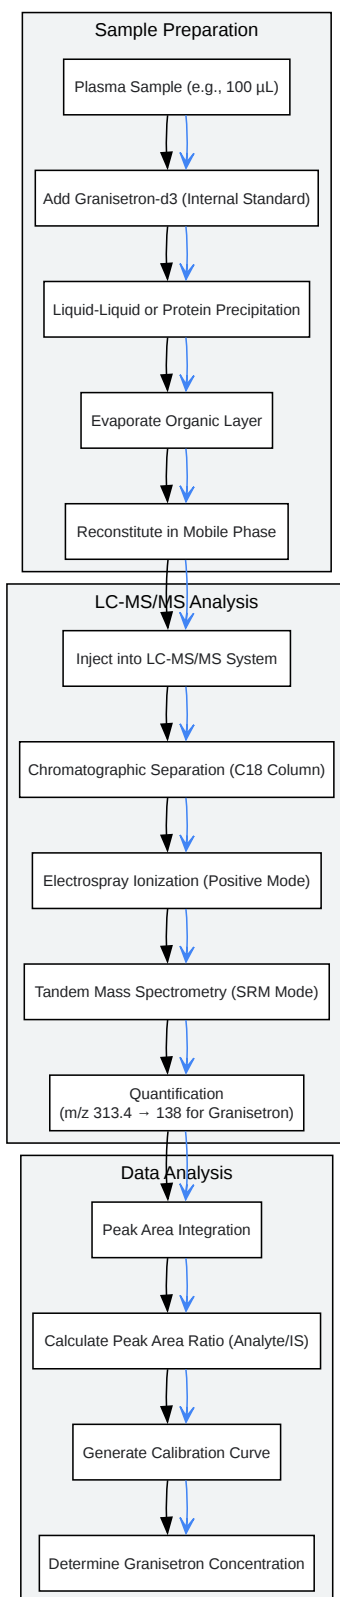 Sample Preparation
Plasma Sample (e.g., 100 µL)
Add Granisetron-d3 (Internal Standard)
Liquid-Liquid or Protein Precipitation
Evaporate Organic Layer
Reconstitute in Mobile Phase
LC-MS/MS Analysis
Inject into LC-MS/MS System
Chromatographic Separation (C18 Column)
Electrospray Ionization (Positive Mode)
Tandem Mass Spectrometry (SRM Mode)
Quantification
(m/z 313.4 → 138 for Granisetron)
Data Analysis
Peak Area Integration
Calculate Peak Area Ratio (Analyte/IS)
Generate Calibration Curve
Determine Granisetron Concentration